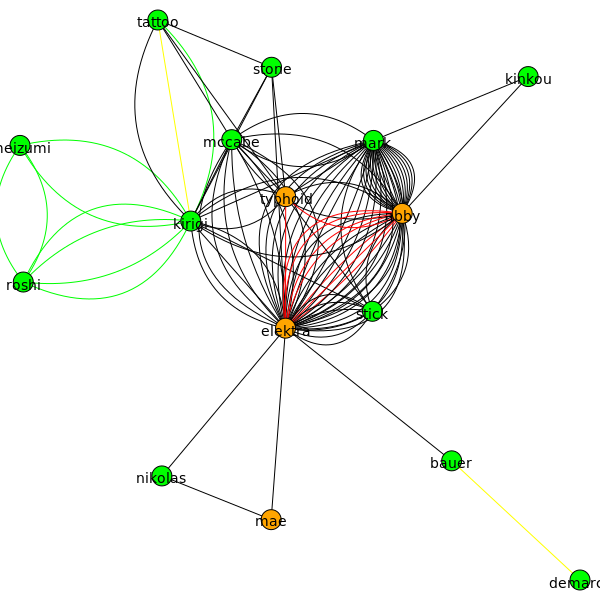 tattoo
stone
kinkou
mccabe
mark
meizumi
typhoid
abby
kirigi
roshi
stick
elektra
bauer
nikolas
mae
demarc